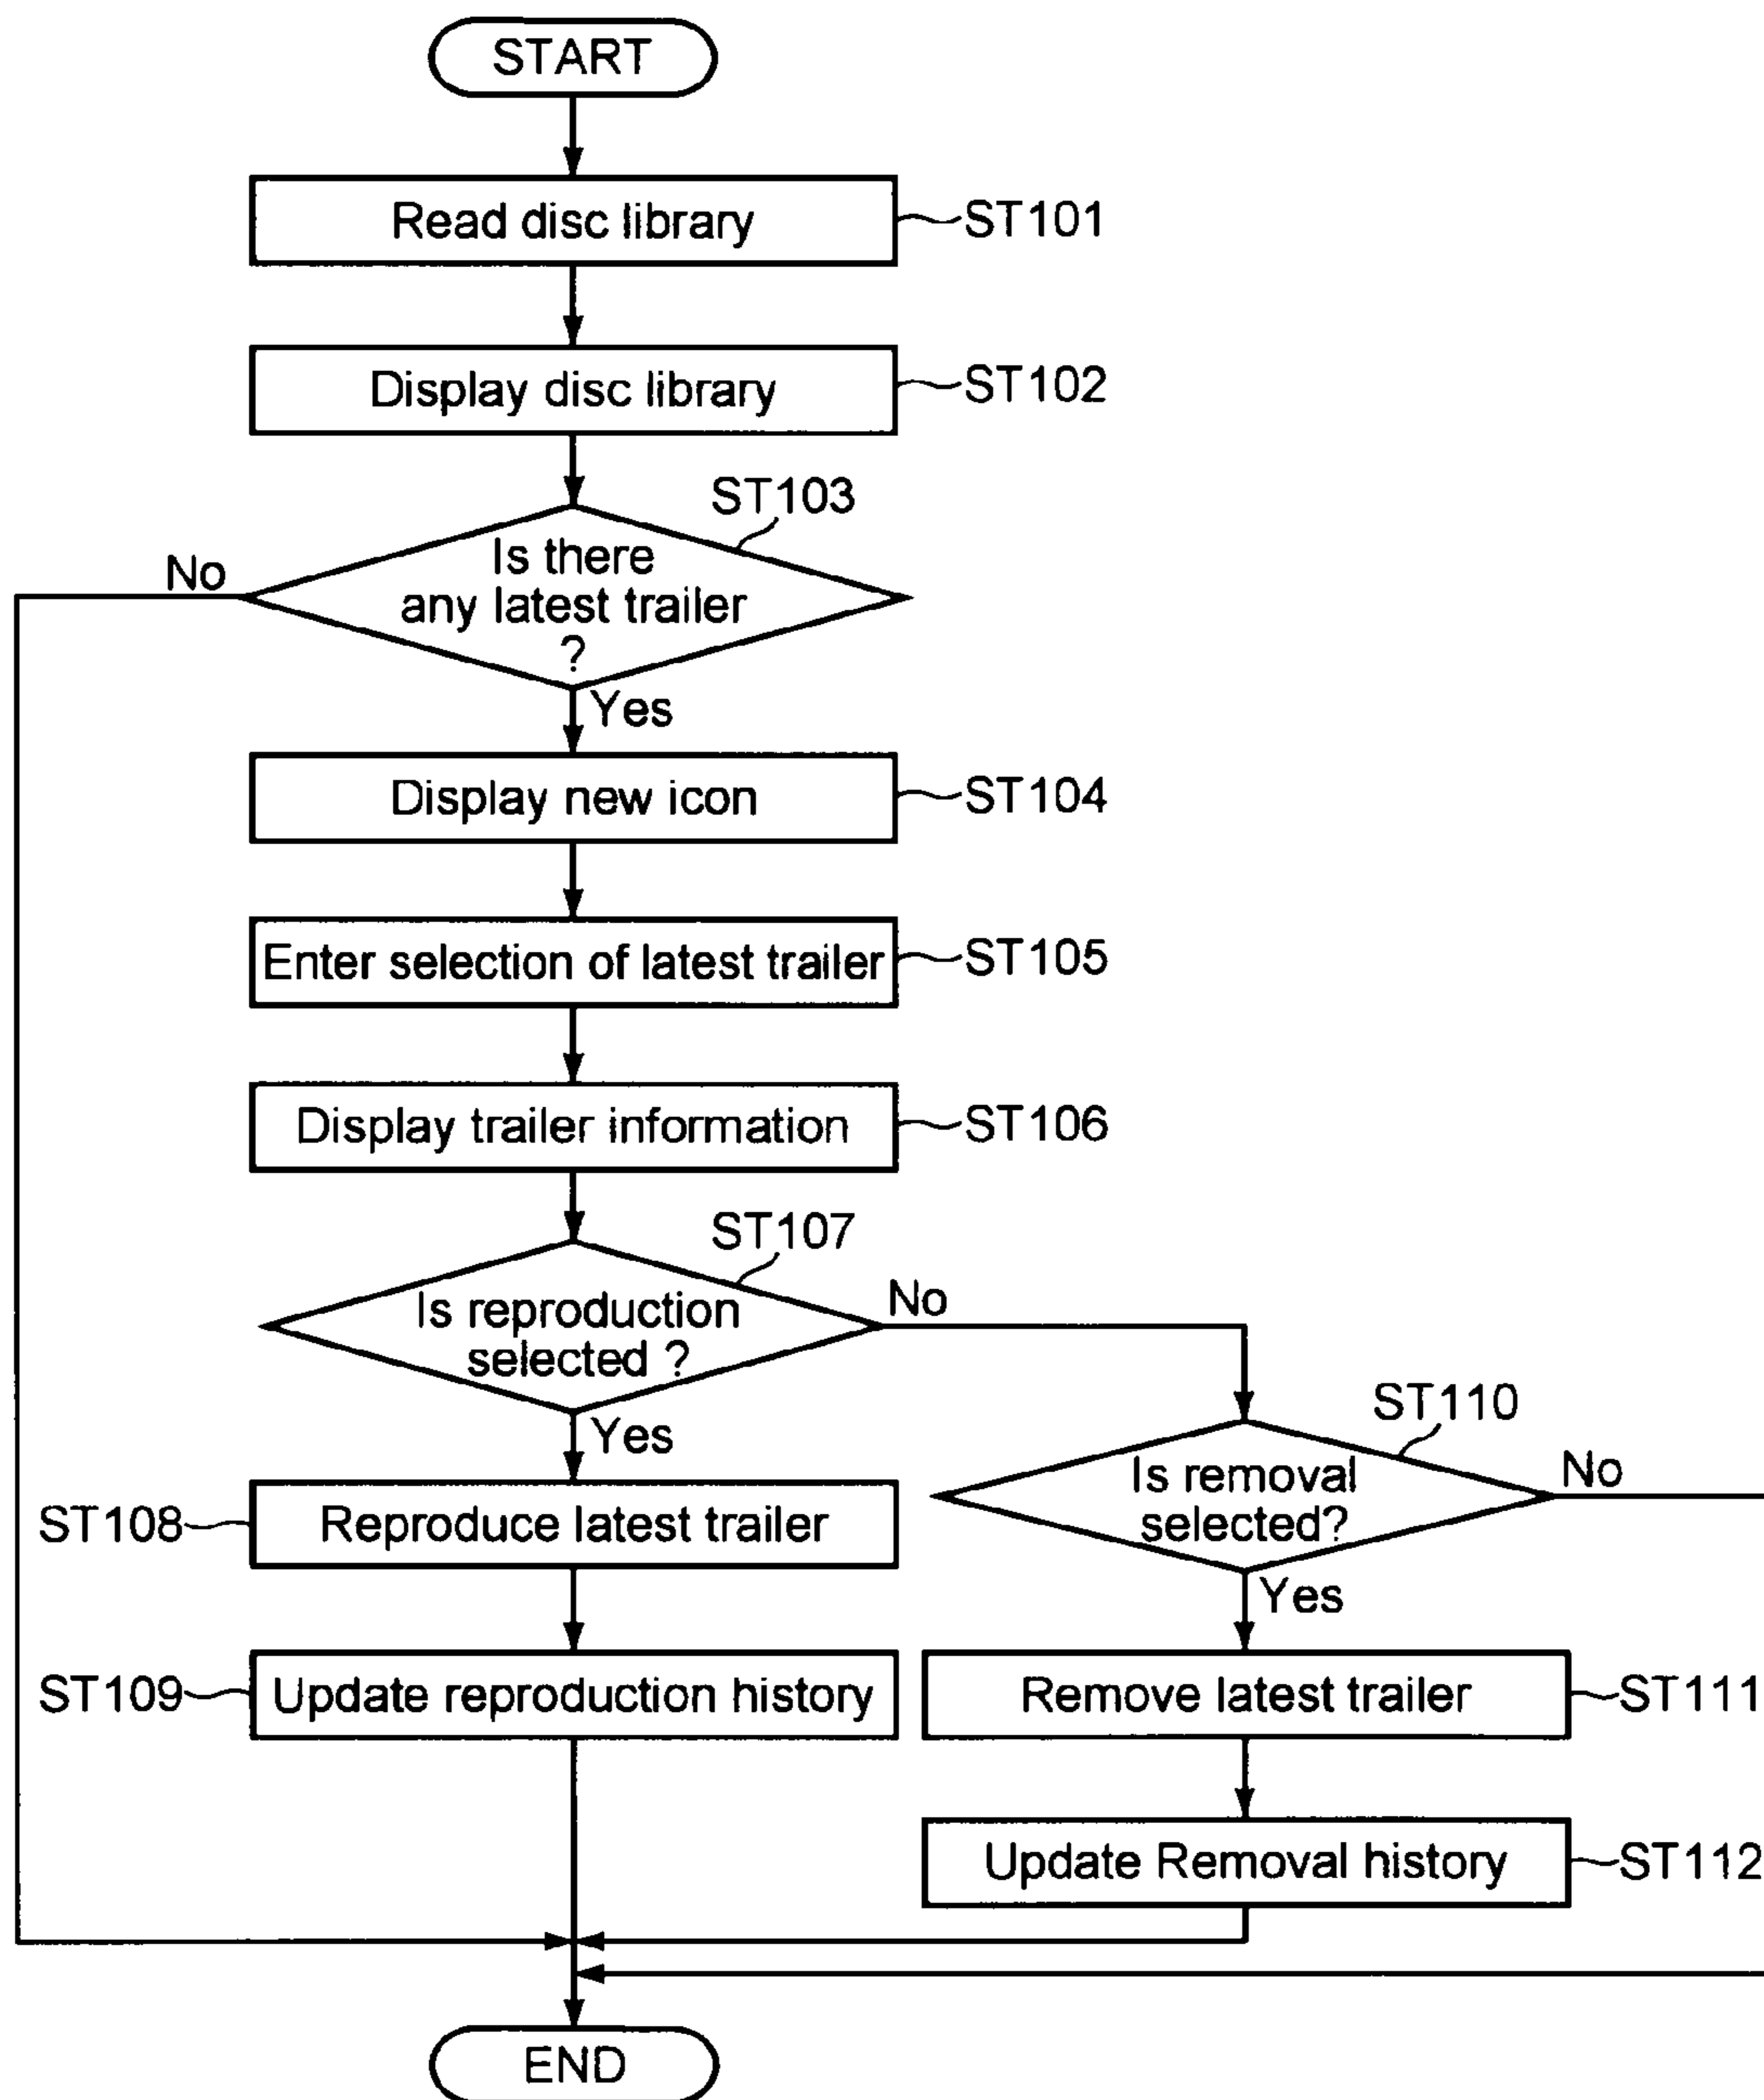 START
Read disc library
ST101
Display disc library
ST102
ST103
Is there
any latest trailer
?
No
Yes
Display new icon
ST104
Enter selection of latest trailer
ST105
Display trailer information
ST106
ST107
Is reproduction
selected ?
No
Yes
ST110
Is removal
selected?
No
Yes
ST108
Reproduce latest trailer
ST109
Update reproduction history
Remove latest trailer
ST111
Update Removal history
ST112
END